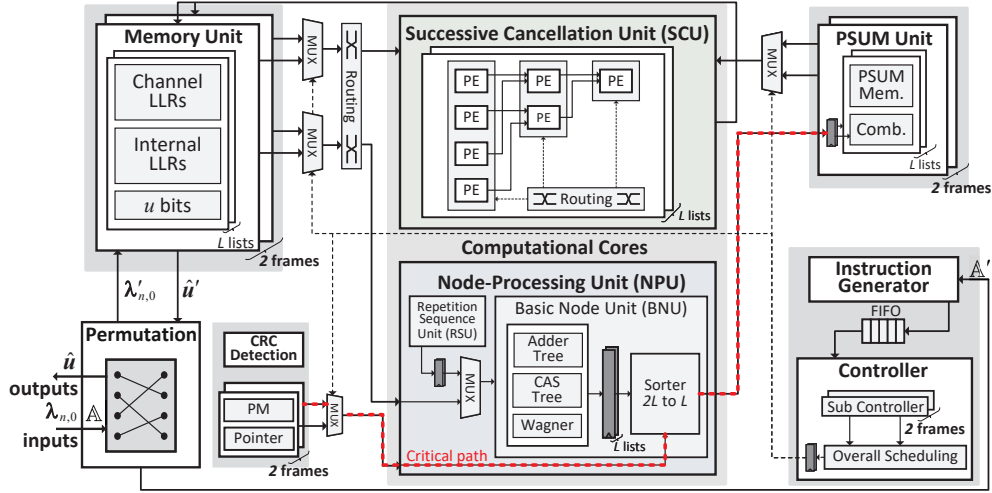 Memory Unit
Channel
LLRs
Internal
LLRs
u bits
L lists
2 frames
MUX
MUX
Routing
Successive Cancellation Unit (SCU)
PE
PE
PE
PE
PE
PE
PE
Routing
L lists
MUX
PSUM Unit
PSUM
Mem.
Comb.
L lists
2 frames
Computational Cores
Node-Processing Unit (NPU)
Repetition
Sequence
Unit (RSU)
MUX
Basic Node Unit (BNU)
Adder
Tree
CAS
Tree
Wagner
L lists
Sorter
2L to L
λ′n,0
û′
Permutation
û
outputs
λn,0
𝔸
inputs
CRC
Detection
PM
Pointer
2 frames
MUX
Critical path
𝔸′
Instruction
Generator
FIFO
Controller
Sub Controller
2 frames
Overall Scheduling